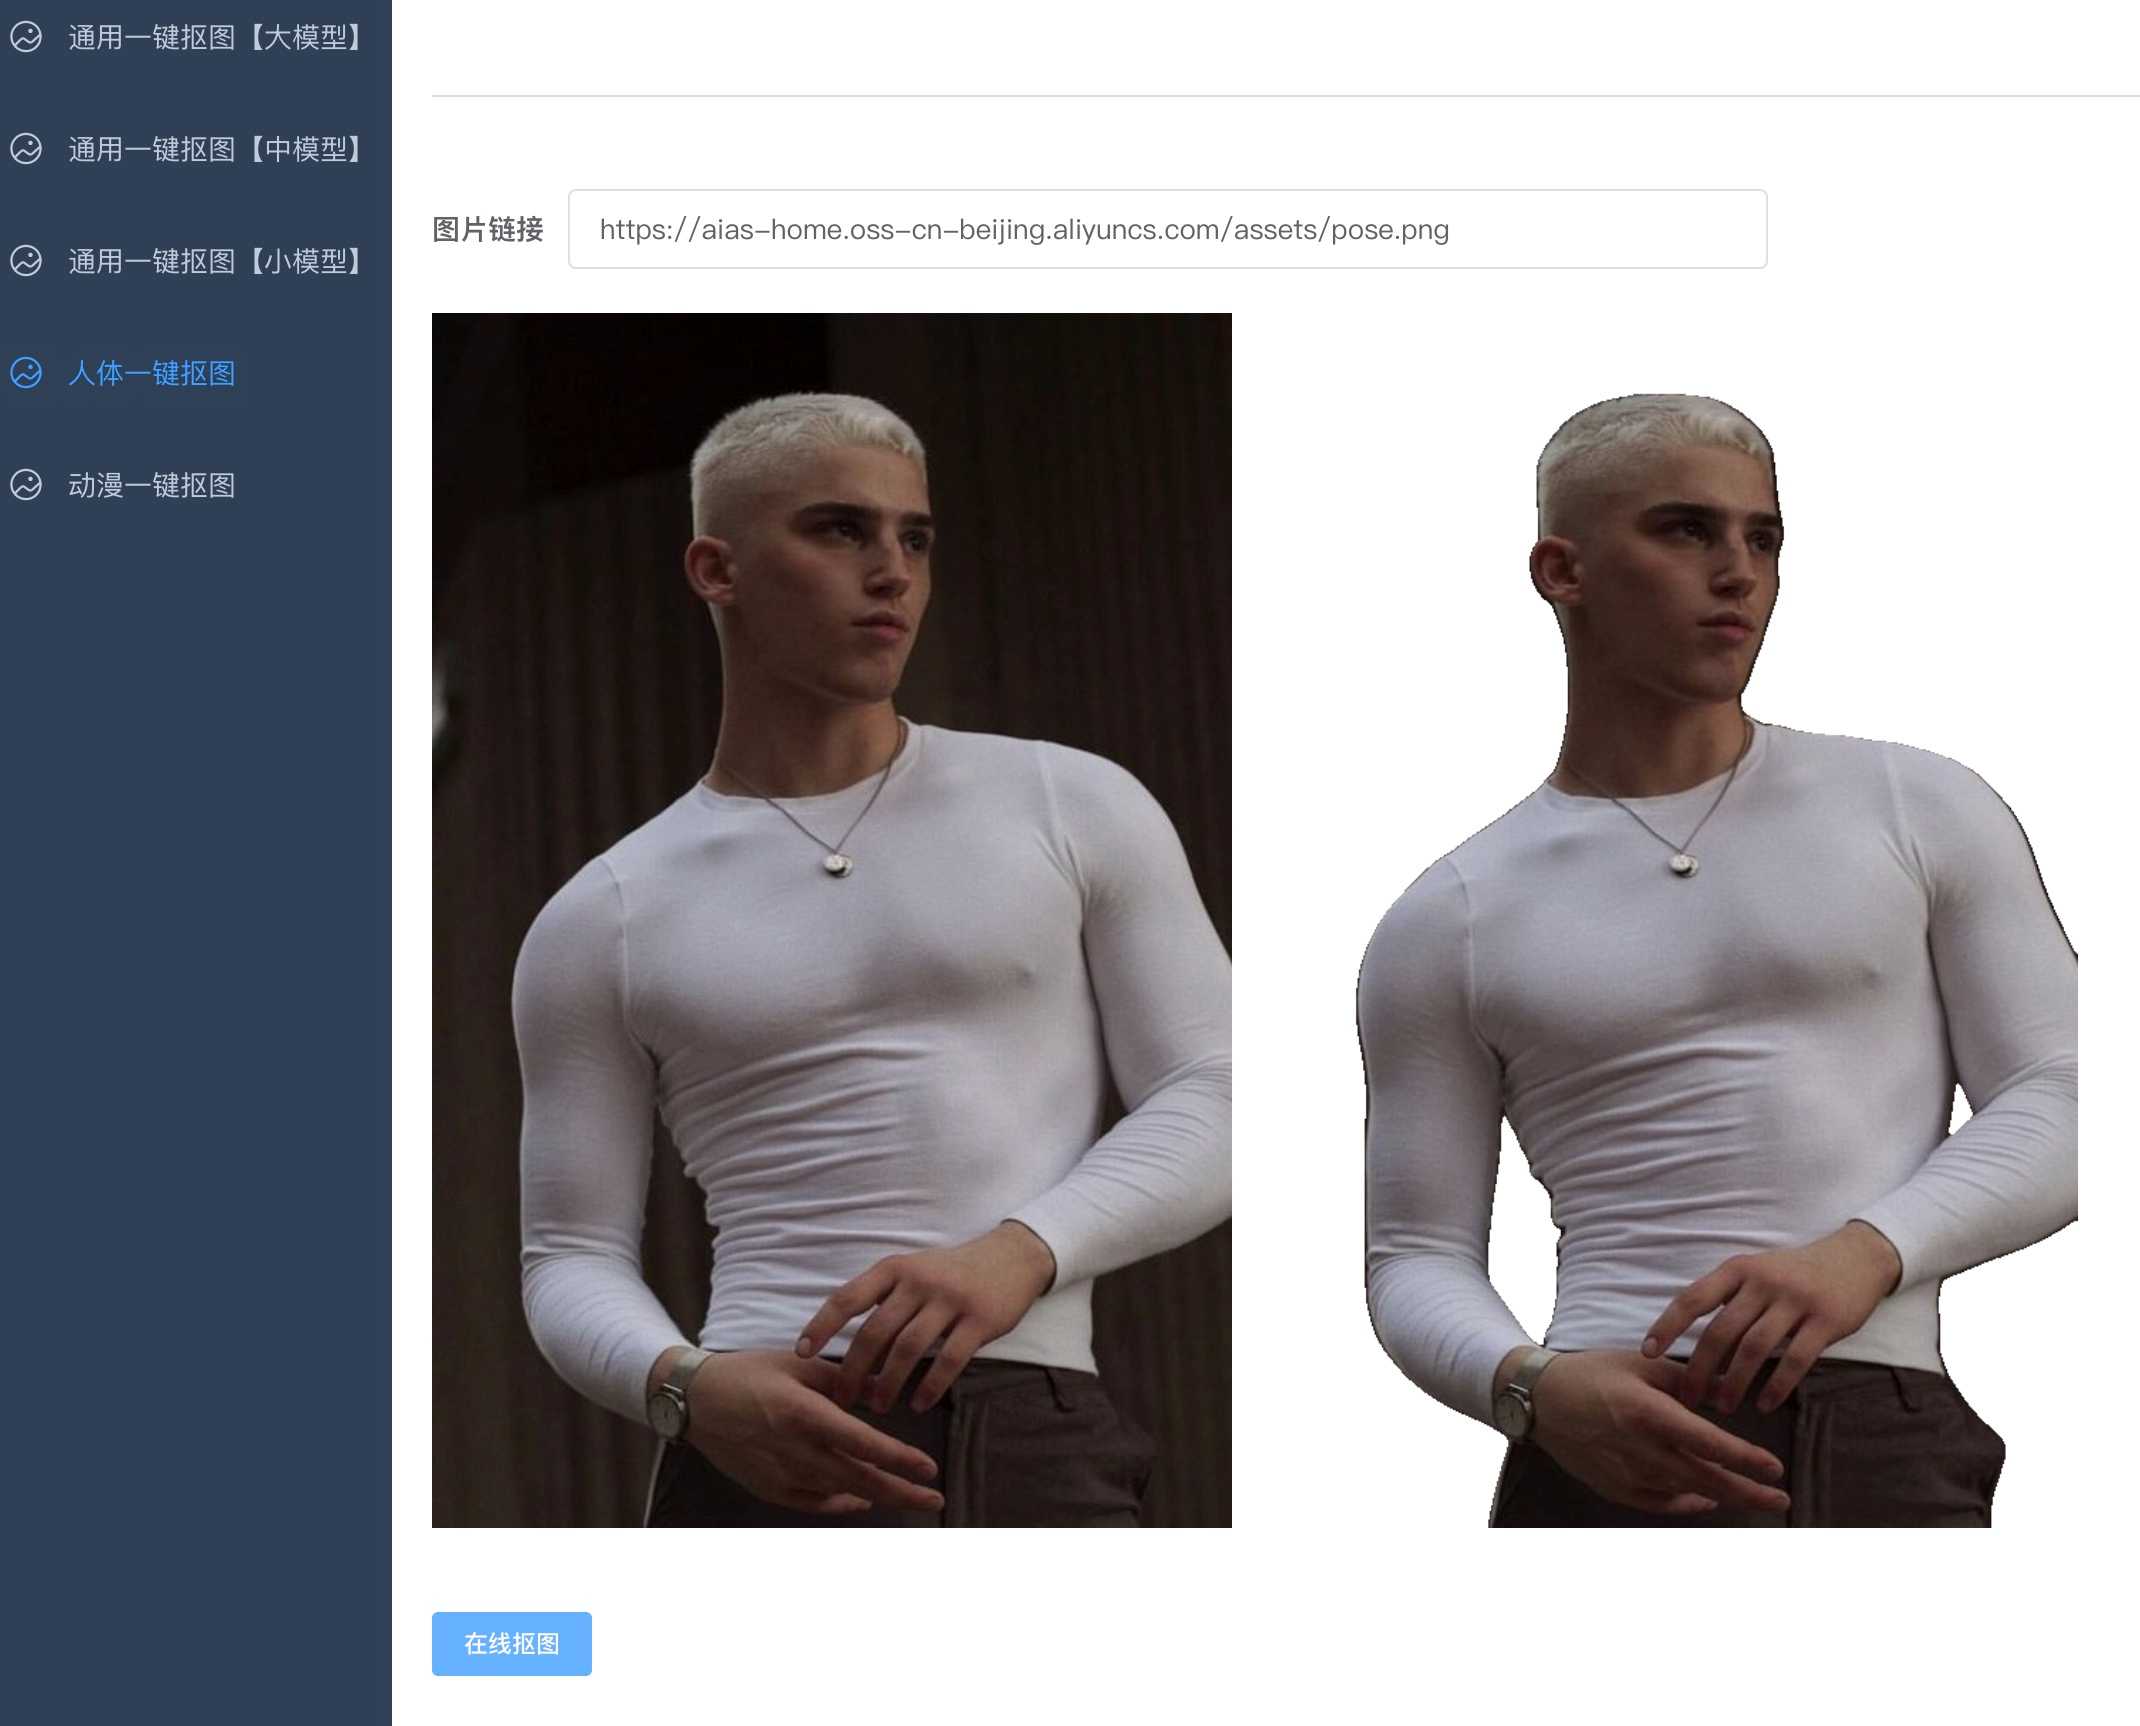 通用一键抠图【大模型】
通用一键抠图【中模型】
通用一键抠图【小模型】
人体一键抠图
动漫一键抠图
图片链接
https://aias-home.oss-cn-beijing.aliyuncs.com/assets/pose.png
在线抠图